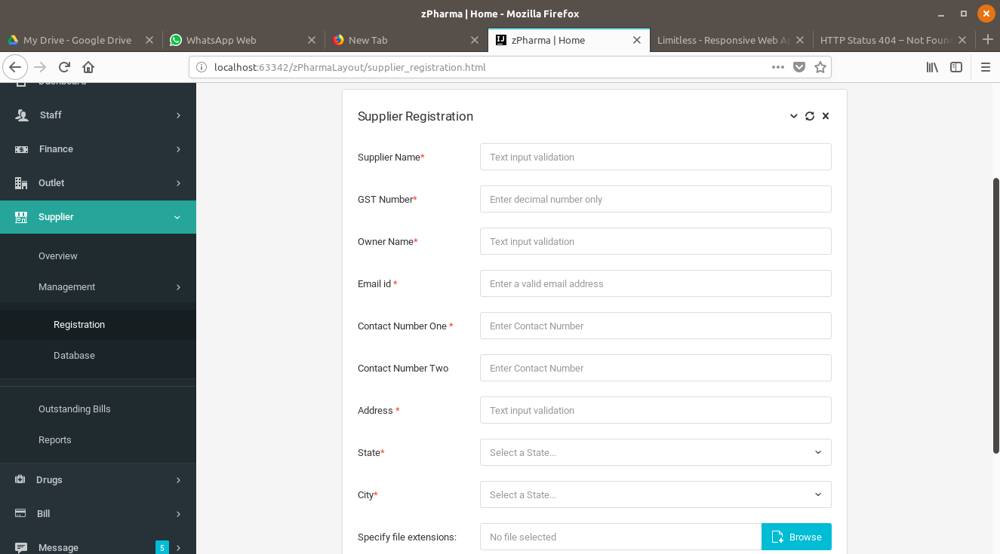 zPharma | Home - Mozilla Firefox
My Drive - Google Drive
WhatsApp Web
New Tab
zPharma | Home
Limitless - Responsive Web Ap
HTTP Status 404 – Not Found
localhost:63342/zPharmaLayout/supplier_registration.html
Dashboard
Staff
Finance
Outlet
Supplier
Overview
Management
Registration
Database
Outstanding Bills
Reports
Drugs
Bill
Message 5
Supplier Registration
Supplier Name* Text input validation
GST Number* Enter decimal number only
Owner Name* Text input validation
Email id * Enter a valid email address
Contact Number One * Enter Contact Number
Contact Number Two Enter Contact Number
Address * Text input validation
State* Select a State...
City* Select a State...
Specify file extensions: No file selected Browse